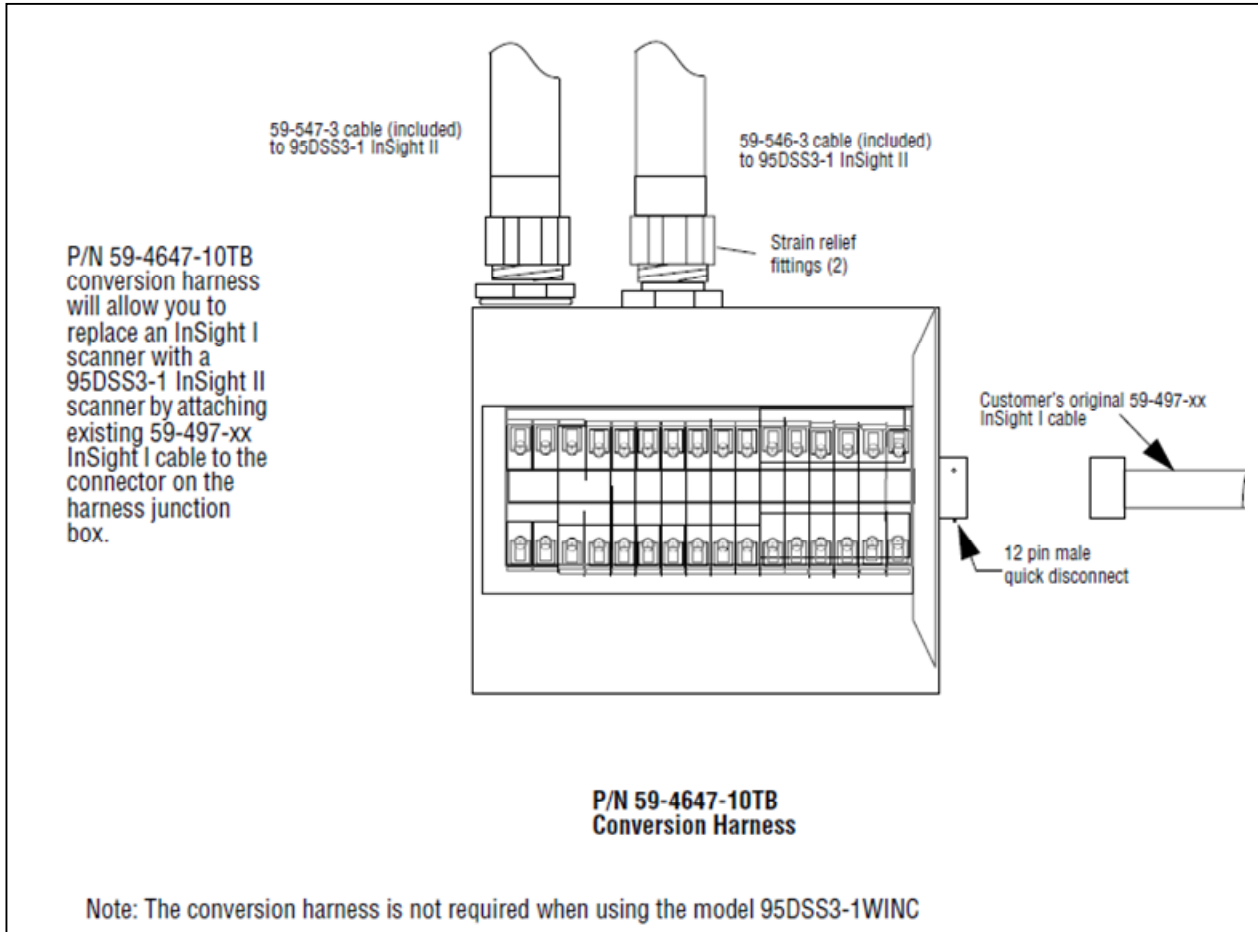 59-547-3 cable (included)
to 95DSS3-1 InSight II
59-546-3 cable (included)
to 95DSS3-1 InSight II
P/N 59-4647-10TB
conversion harness
will allow you to
replace an InSight I
scanner with a
95DSS3-1 InSight II
scanner by attaching
existing 59-497-xx
InSight I cable to the
connector on the
harness junction
box.
Strain relief
fittings (2)
Customer's original 59-497-xx
InSight I cable
12 pin male
quick disconnect
P/N 59-4647-10TB
Conversion Harness
Note: The conversion harness is not required when using the model 95DSS3-1WINC